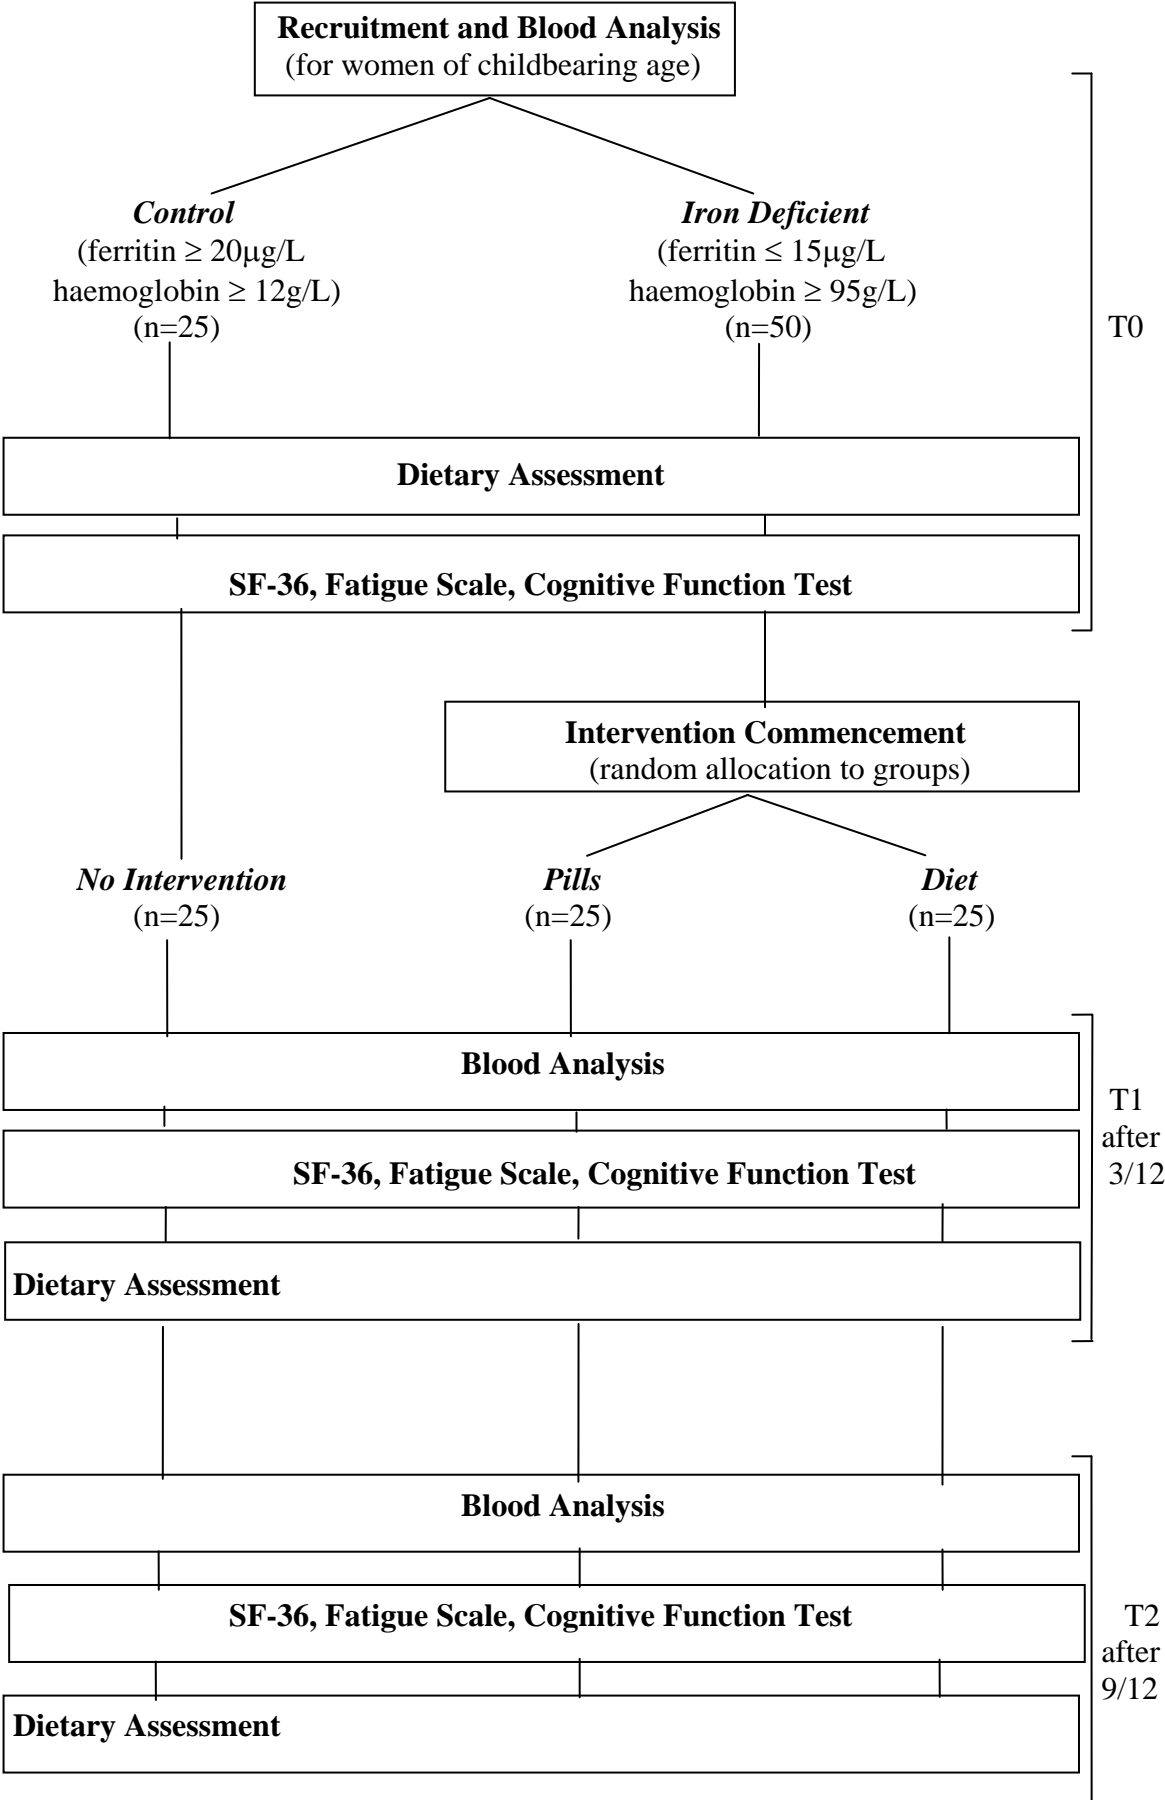 Recruitment and Blood Analysis
(for women of childbearing age)
Control
(ferritin ≥ 20μg/L
haemoglobin ≥ 12g/L)
(n=25)
Iron Deficient
(ferritin ≤ 15μg/L
haemoglobin ≥ 95g/L)
(n=50)
T0
Dietary Assessment
SF-36, Fatigue Scale, Cognitive Function Test
Intervention Commencement
(random allocation to groups)
No Intervention
(n=25)
Pills
(n=25)
Diet
(n=25)
Blood Analysis
SF-36, Fatigue Scale, Cognitive Function Test
Dietary Assessment
T1
after
3/12
Blood Analysis
SF-36, Fatigue Scale, Cognitive Function Test
Dietary Assessment
T2
after
9/12